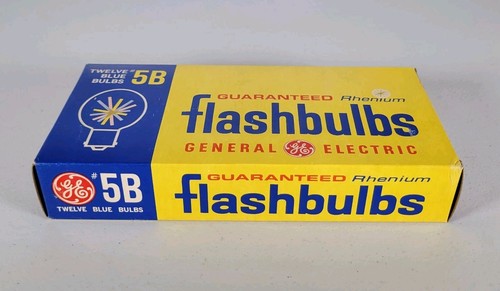 TWELVE #
BLUE 5B
BULBS
GUARANTEED Rhenium
flashbulbs
GENERAL GE ELECTRIC
GE #5B
TWELVE BLUE BULBS
GUARANTEED Rhenium
flashbulbs